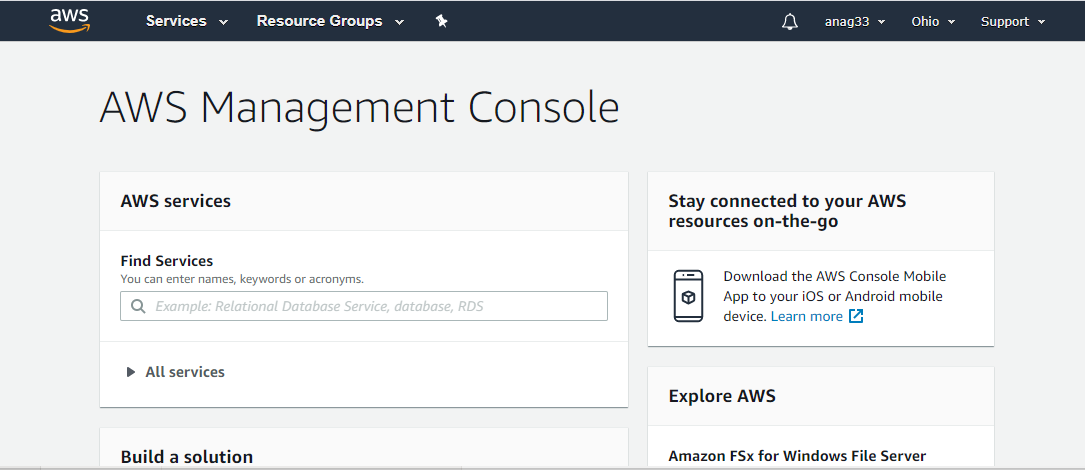 aws Services Resource Groups anag33 Ohio Support
AWS Management Console
AWS services
Find Services
You can enter names, keywords or acronyms.
Example: Relational Database Service, database, RDS
All services
Build a solution
Stay connected to your AWS
resources on-the-go
Download the AWS Console Mobile
App to your iOS or Android mobile
device. Learn more
Explore AWS
Amazon FSx for Windows File Server